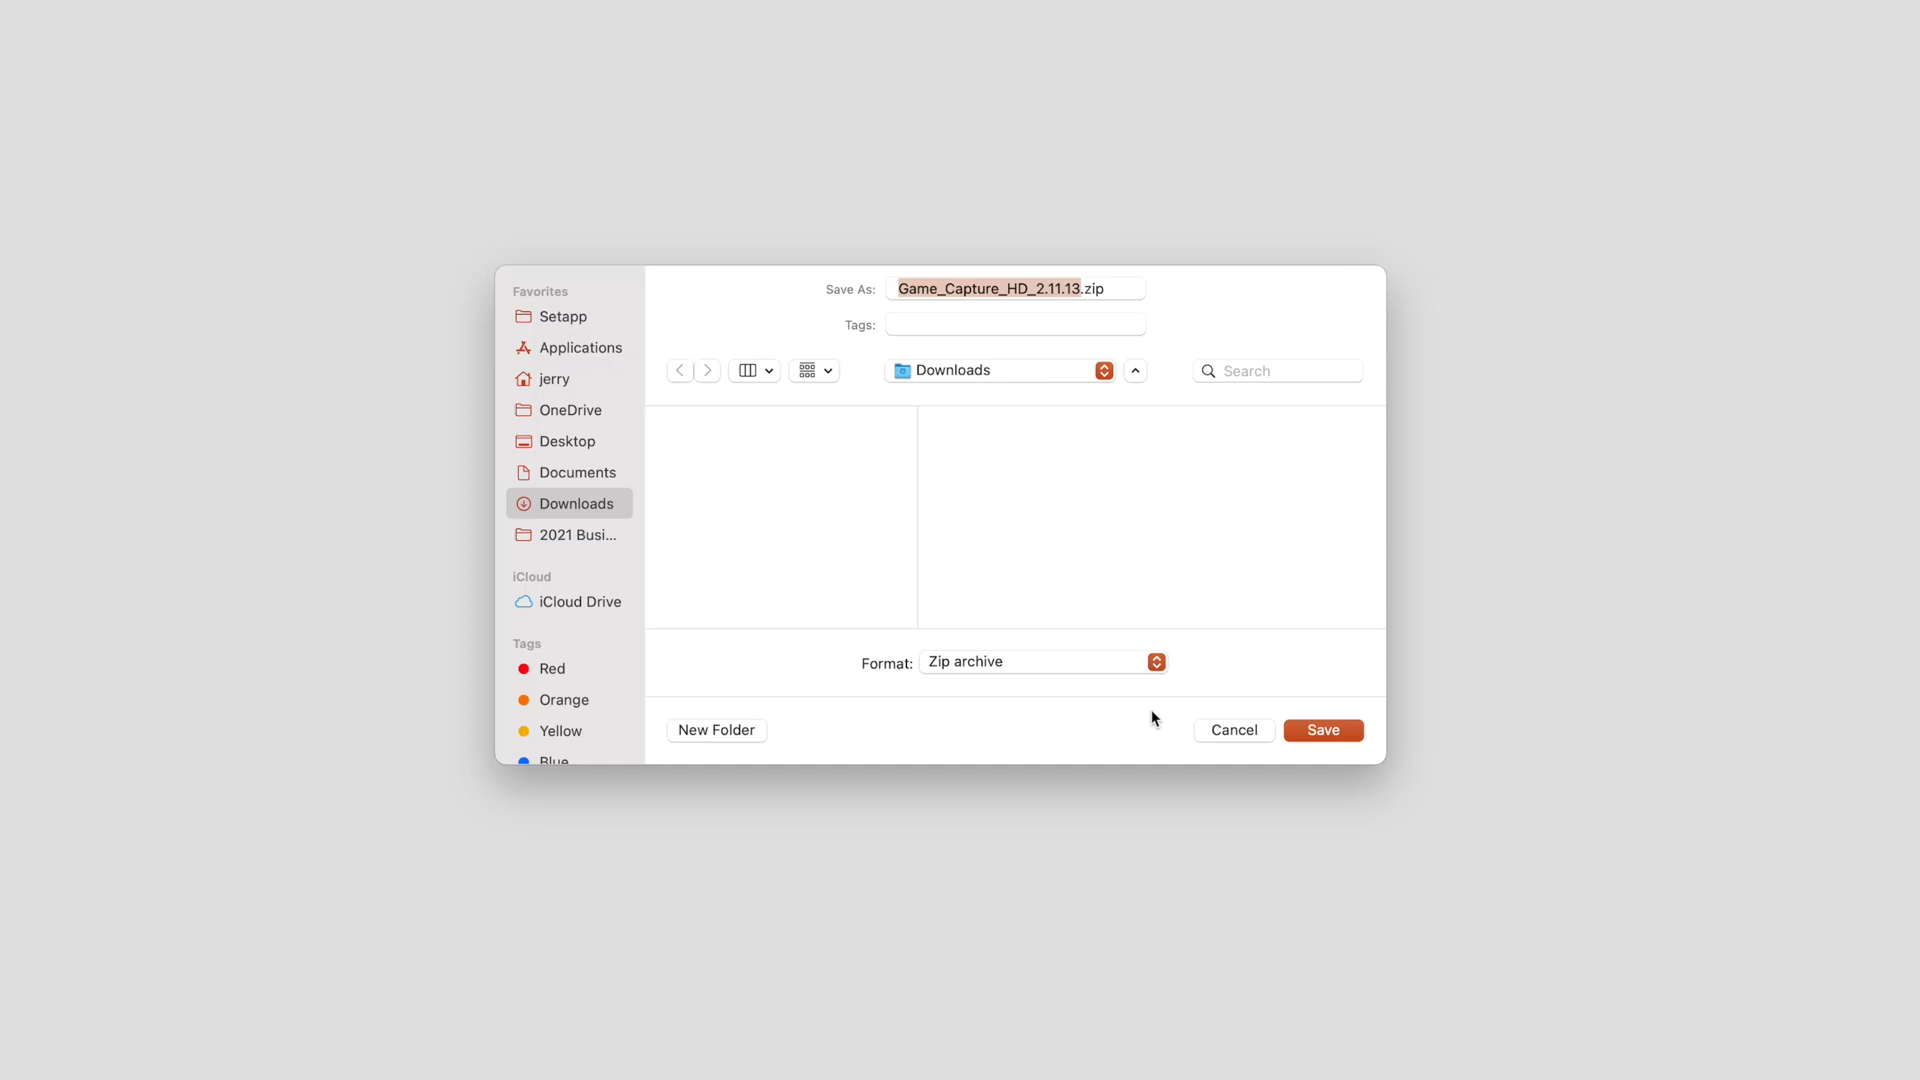 Favorites
Setapp
Applications
jerry
OneDrive
Desktop
Documents
Downloads
2021 Busi...
iCloud
iCloud Drive
Tags
Red
Orange
Yellow
Blue
Save As: Game_Capture_HD_2.11.13.zip
Tags:
Downloads
Search
Format: Zip archive
New Folder
Cancel
Save